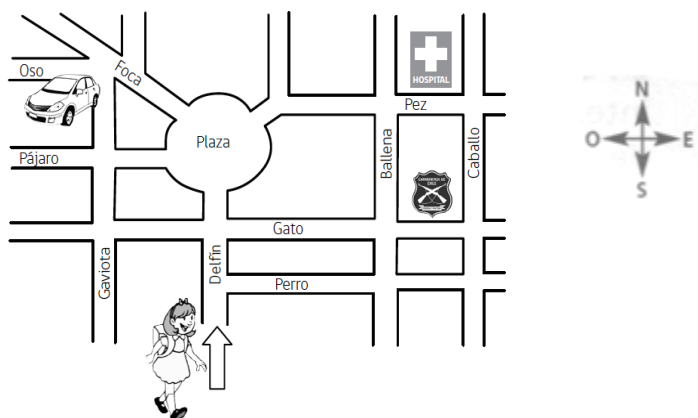 Oso
Foca
HOSPITAL
Pez
N
O
E
S
Plaza
Pájaro
Ballena
Caballo
Gato
Gaviota
Delfín
Perro